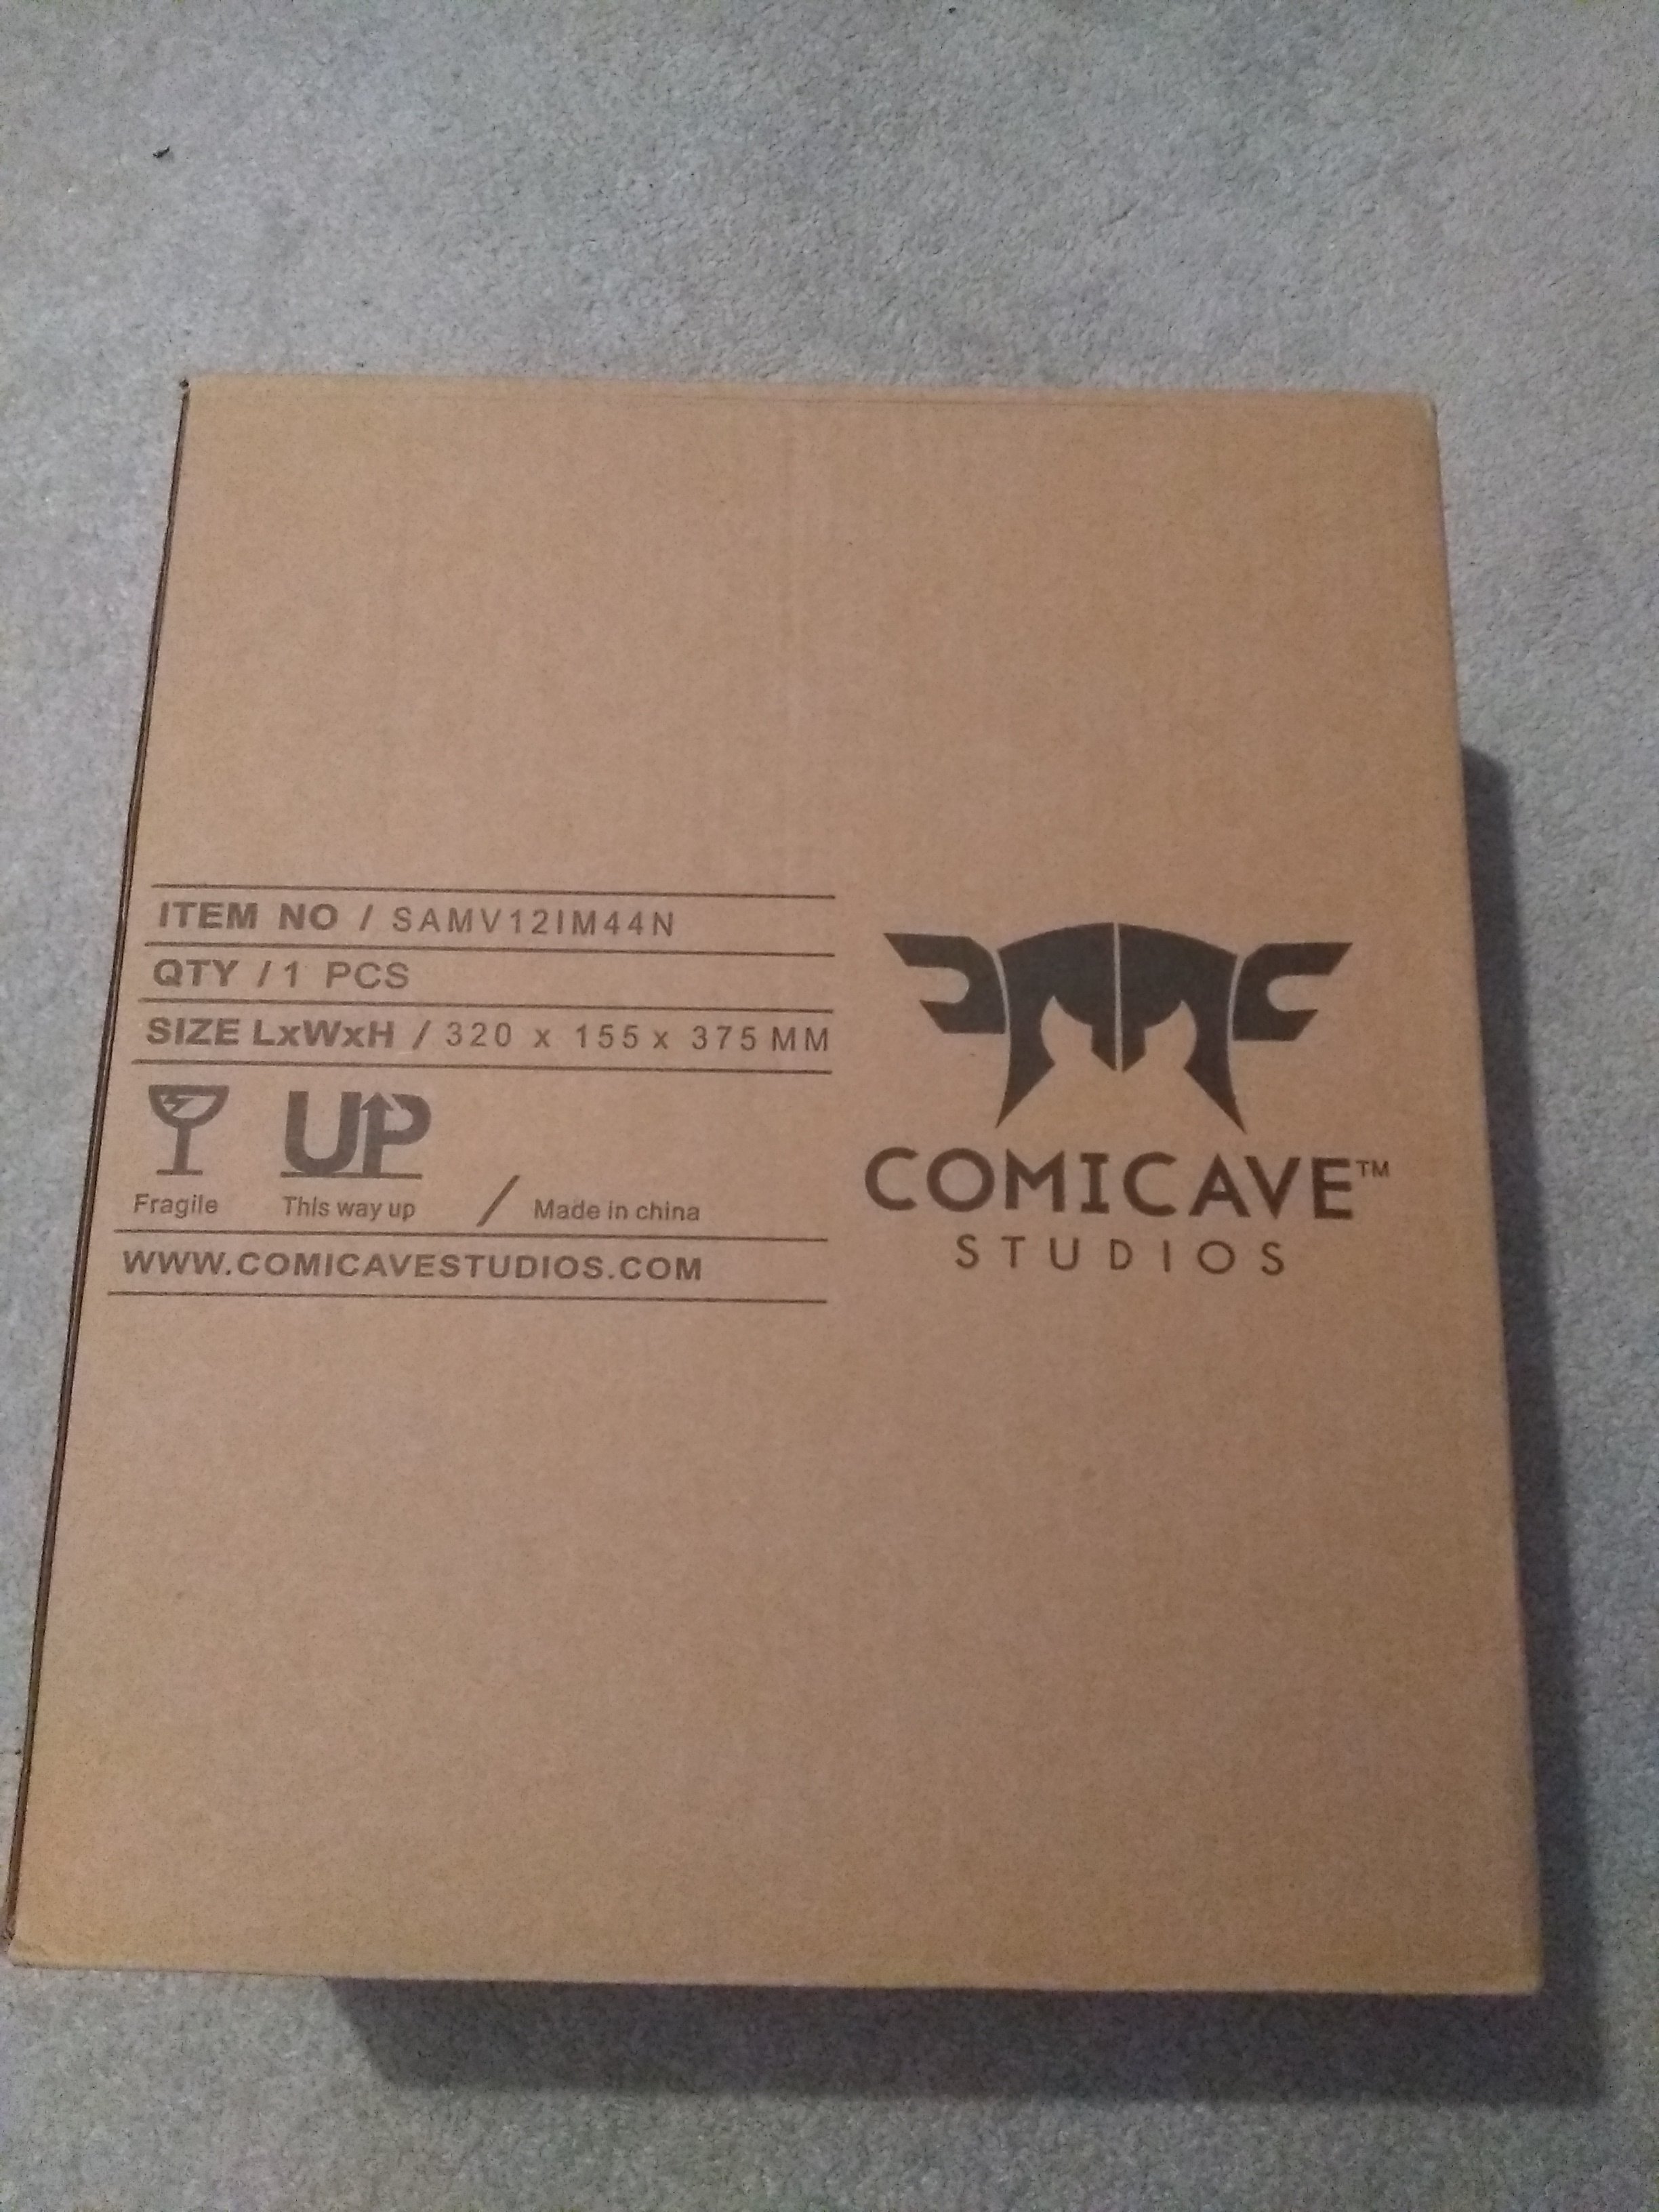 ITEM NO / SAMV12IM44N
QTY / 1 PCS
SIZE LxWxH / 320 x 155 x 375 MM
UP
Fragile This way up / Made in china
WWW.COMICAVESTUDIOS.COM
COMICAVE™
STUDIOS